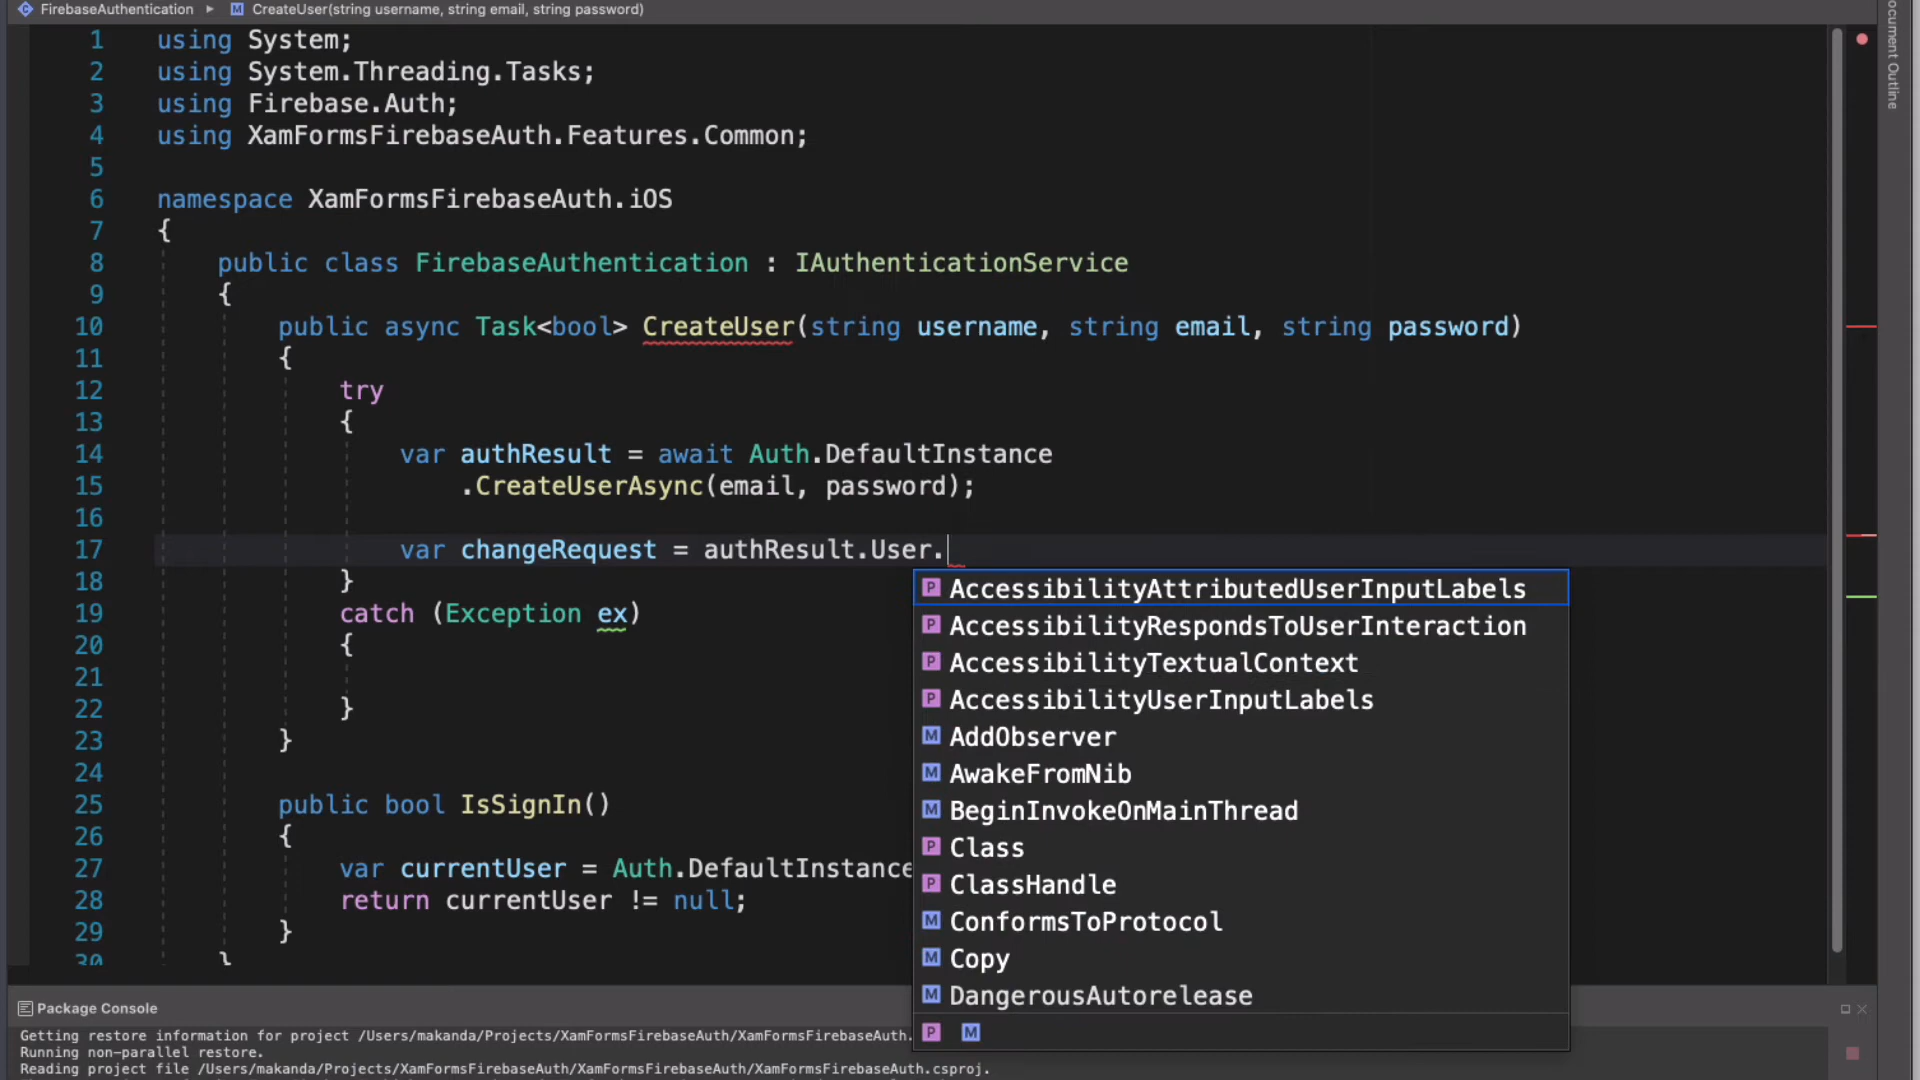 FirebaseAuthentication ▸ M CreateUser(string username, string email, string password)
Document Outline
1 using System;
2 using System.Threading.Tasks;
3 using Firebase.Auth;
4 using XamFormsFirebaseAuth.Features.Common;
5
6 namespace XamFormsFirebaseAuth.iOS
7 {
8 public class FirebaseAuthentication : IAuthenticationService
9 {
10 public async Task<bool> CreateUser(string username, string email, string password)
11 {
12 try
13 {
14 var authResult = await Auth.DefaultInstance
15 .CreateUserAsync(email, password);
16
17 var changeRequest = authResult.User.
18 }
19 catch (Exception ex)
20 {
21
22 }
23 }
24
25 public bool IsSignIn()
26 {
27 var currentUser = Auth.DefaultInstance
28 return currentUser != null;
29 }
30 }
P AccessibilityAttributedUserInputLabels
P AccessibilityRespondsToUserInteraction
P AccessibilityTextualContext
P AccessibilityUserInputLabels
M AddObserver
M AwakeFromNib
M BeginInvokeOnMainThread
P Class
P ClassHandle
M ConformsToProtocol
M Copy
M DangerousAutorelease
P M
Package Console
Getting restore information for project /Users/makanda/Projects/XamFormsFirebaseAuth/XamFormsFirebaseAuth.
Running non-parallel restore.
Reading project file /Users/makanda/Projects/XamFormsFirebaseAuth/XamFormsFirebaseAuth.csproj.